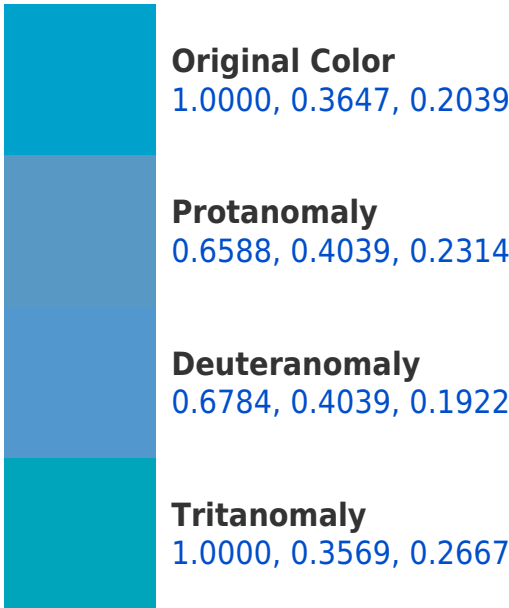 Original Color
1.0000, 0.3647, 0.2039
Protanomaly
0.6588, 0.4039, 0.2314
Deuteranomaly
0.6784, 0.4039, 0.1922
Tritanomaly
1.0000, 0.3569, 0.2667